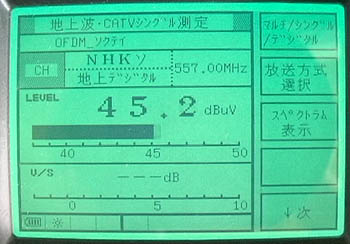 地上波・CATVシングル測定
OFDM_ソクテイ
マルチ/シングル
/デジタル
CH
NHKソ
地上デジタル
557.00MHz
放送方式
選択
LEVEL
45.2 dBuV
スペクトラム
表示
40 45 50
V/S
---dB
0 5 10
↓次